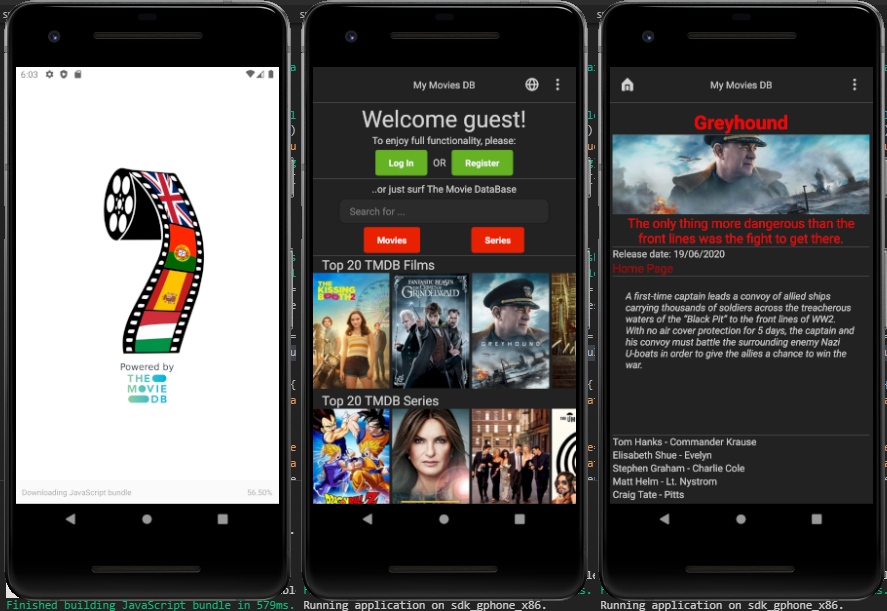 6:03
Powered by
THE
MOVIE
DB
Downloading JavaScript bundle
56.50%
Finished building JavaScript bundle in 579ms.
My Movies DB
Welcome guest!
To enjoy full functionality, please:
Log In OR Register
..or just surf The Movie DataBase
Search for ...
Movies Series
Top 20 TMDB Films
THE KISSING BOOTH 2
FANTASTIC BEASTS
THE CRIMES OF
GRINDELWALD
GREYHOUND
Top 20 TMDB Series
DRAGON BALL Z
Running application on sdk_gphone_x86.
My Movies DB
Greyhound
The only thing more dangerous than the
front lines was the fight to get there.
Release date: 19/06/2020
Home Page
A first-time captain leads a convoy of allied ships
carrying thousands of soldiers across the treacherous
waters of the "Black Pit" to the front lines of WW2.
With no air cover protection for 5 days, the captain and
his convoy must battle the surrounding enemy Nazi
U-boats in order to give the allies a chance to win the
war.
Tom Hanks - Commander Krause
Elisabeth Shue - Evelyn
Stephen Graham - Charlie Cole
Matt Helm - Lt. Nystrom
Craig Tate - Pitts
Running application on sdk_gphone_x86.